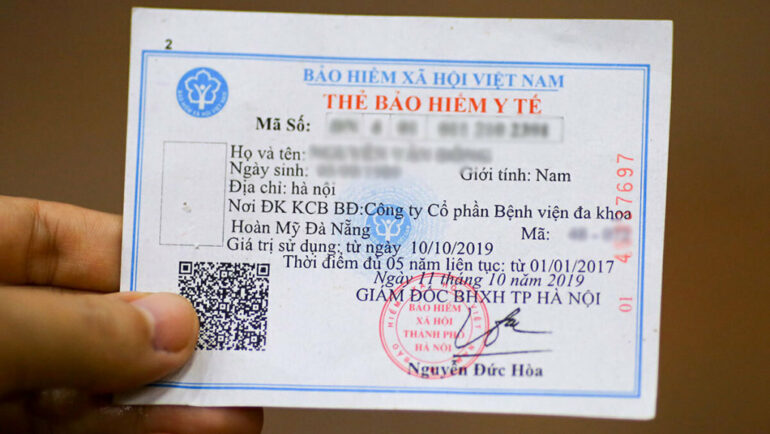 2
BẢO HIỂM XÃ HỘI VIỆT NAM
THẺ BẢO HIỂM Y TẾ
Mã Số:
Họ và tên:
Ngày sinh:
Giới tính: Nam
Địa chỉ: hà nội
Nơi ĐK KCB BĐ:Công ty Cổ phần Bệnh viện đa khoa
Hoàn Mỹ Đà Nẵng
Mã:
Giá trị sử dụng: từ ngày 10/10/2019
Thời điểm đủ 05 năm liên tục: từ 01/01/2017
Ngày 11 tháng 10 năm 2019
GIÁM ĐỐC BHXH TP HÀ NỘI
BẢO HIỂM
XÃ HỘI
THÀNH PHỐ
HÀ NỘI
Nguyễn Đức Hòa
01